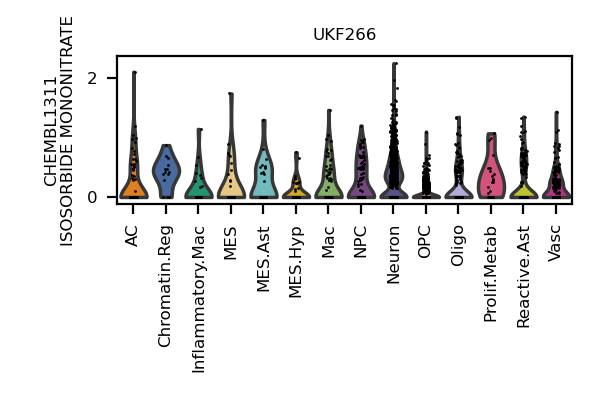 UKF266
CHEMBL1311
ISOSORBIDE MONONITRATE
2
0
AC
Chromatin.Reg
Inflammatory.Mac
MES
MES.Ast
MES.Hyp
Mac
NPC
Neuron
OPC
Oligo
Prolif.Metab
Reactive.Ast
Vasc